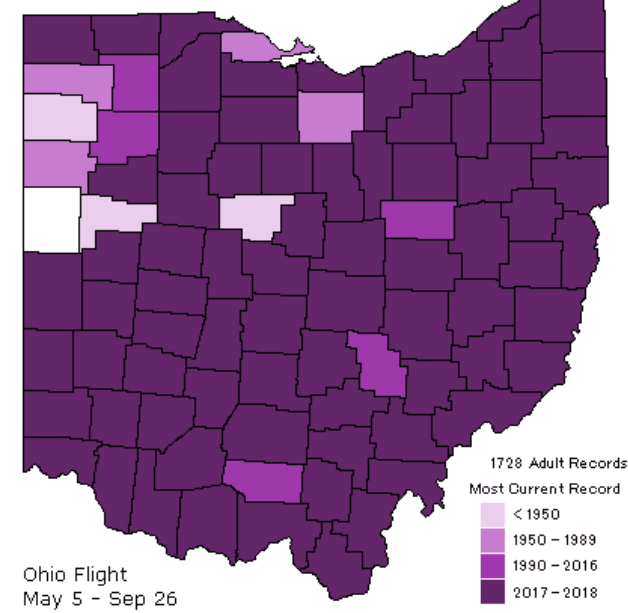 1728 Adult Records
Most Current Record
< 1950
1950 - 1989
1990 - 2016
2017 - 2018
Ohio Flight
May 5 - Sep 26